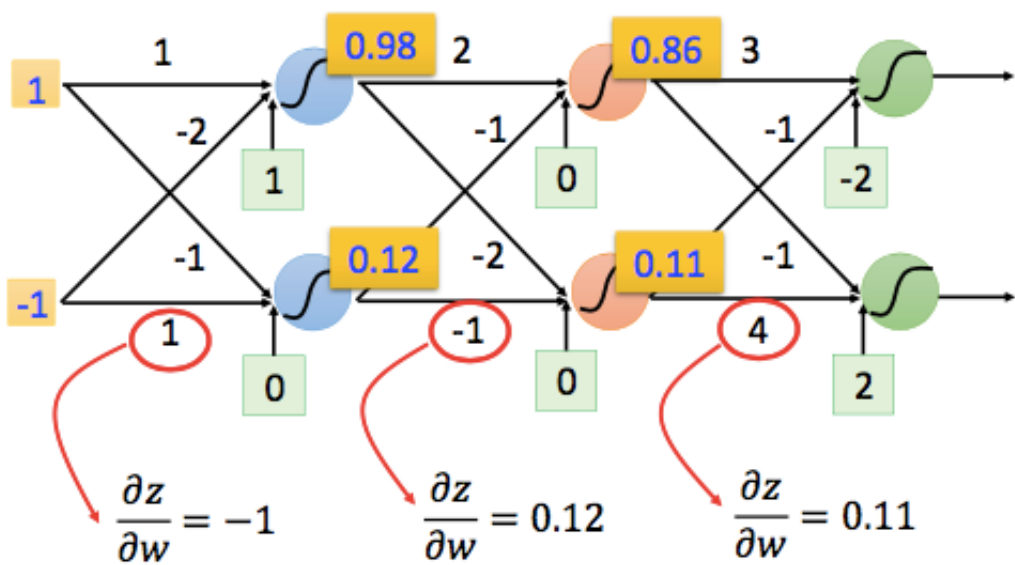 1 0.98 2 0.86 3
1
-2 -1 -1
1 0 -2
-1 -2 -1
0.12 0.11
-1
1 -1 4
0 0 2
∂z/∂w = −1
∂z/∂w = 0.12
∂z/∂w = 0.11